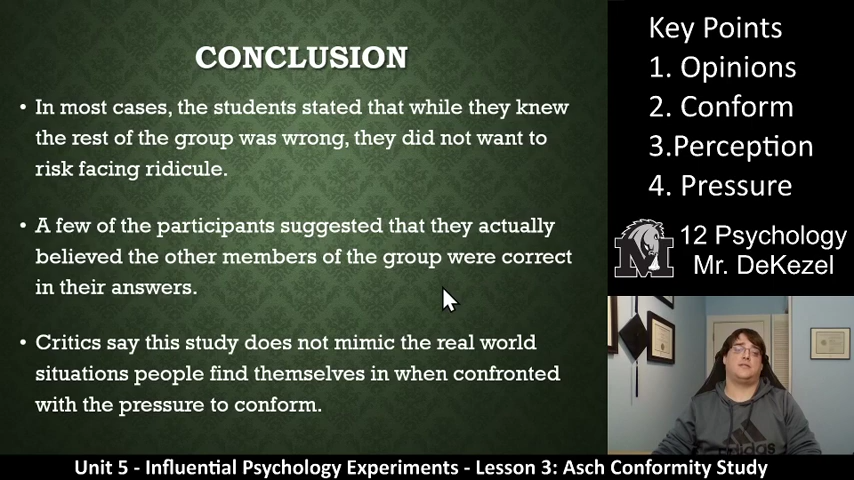 CONCLUSION
• In most cases, the students stated that while they knew
the rest of the group was wrong, they did not want to
risk facing ridicule.
• A few of the participants suggested that they actually
believed the other members of the group were correct
in their answers.
• Critics say this study does not mimic the real world
situations people find themselves in when confronted
with the pressure to conform.
Key Points
1. Opinions
2. Conform
3.Perception
4. Pressure
M
12 Psychology
Mr. DeKezel
adidas
Unit 5 - Influential Psychology Experiments - Lesson 3: Asch Conformity Study